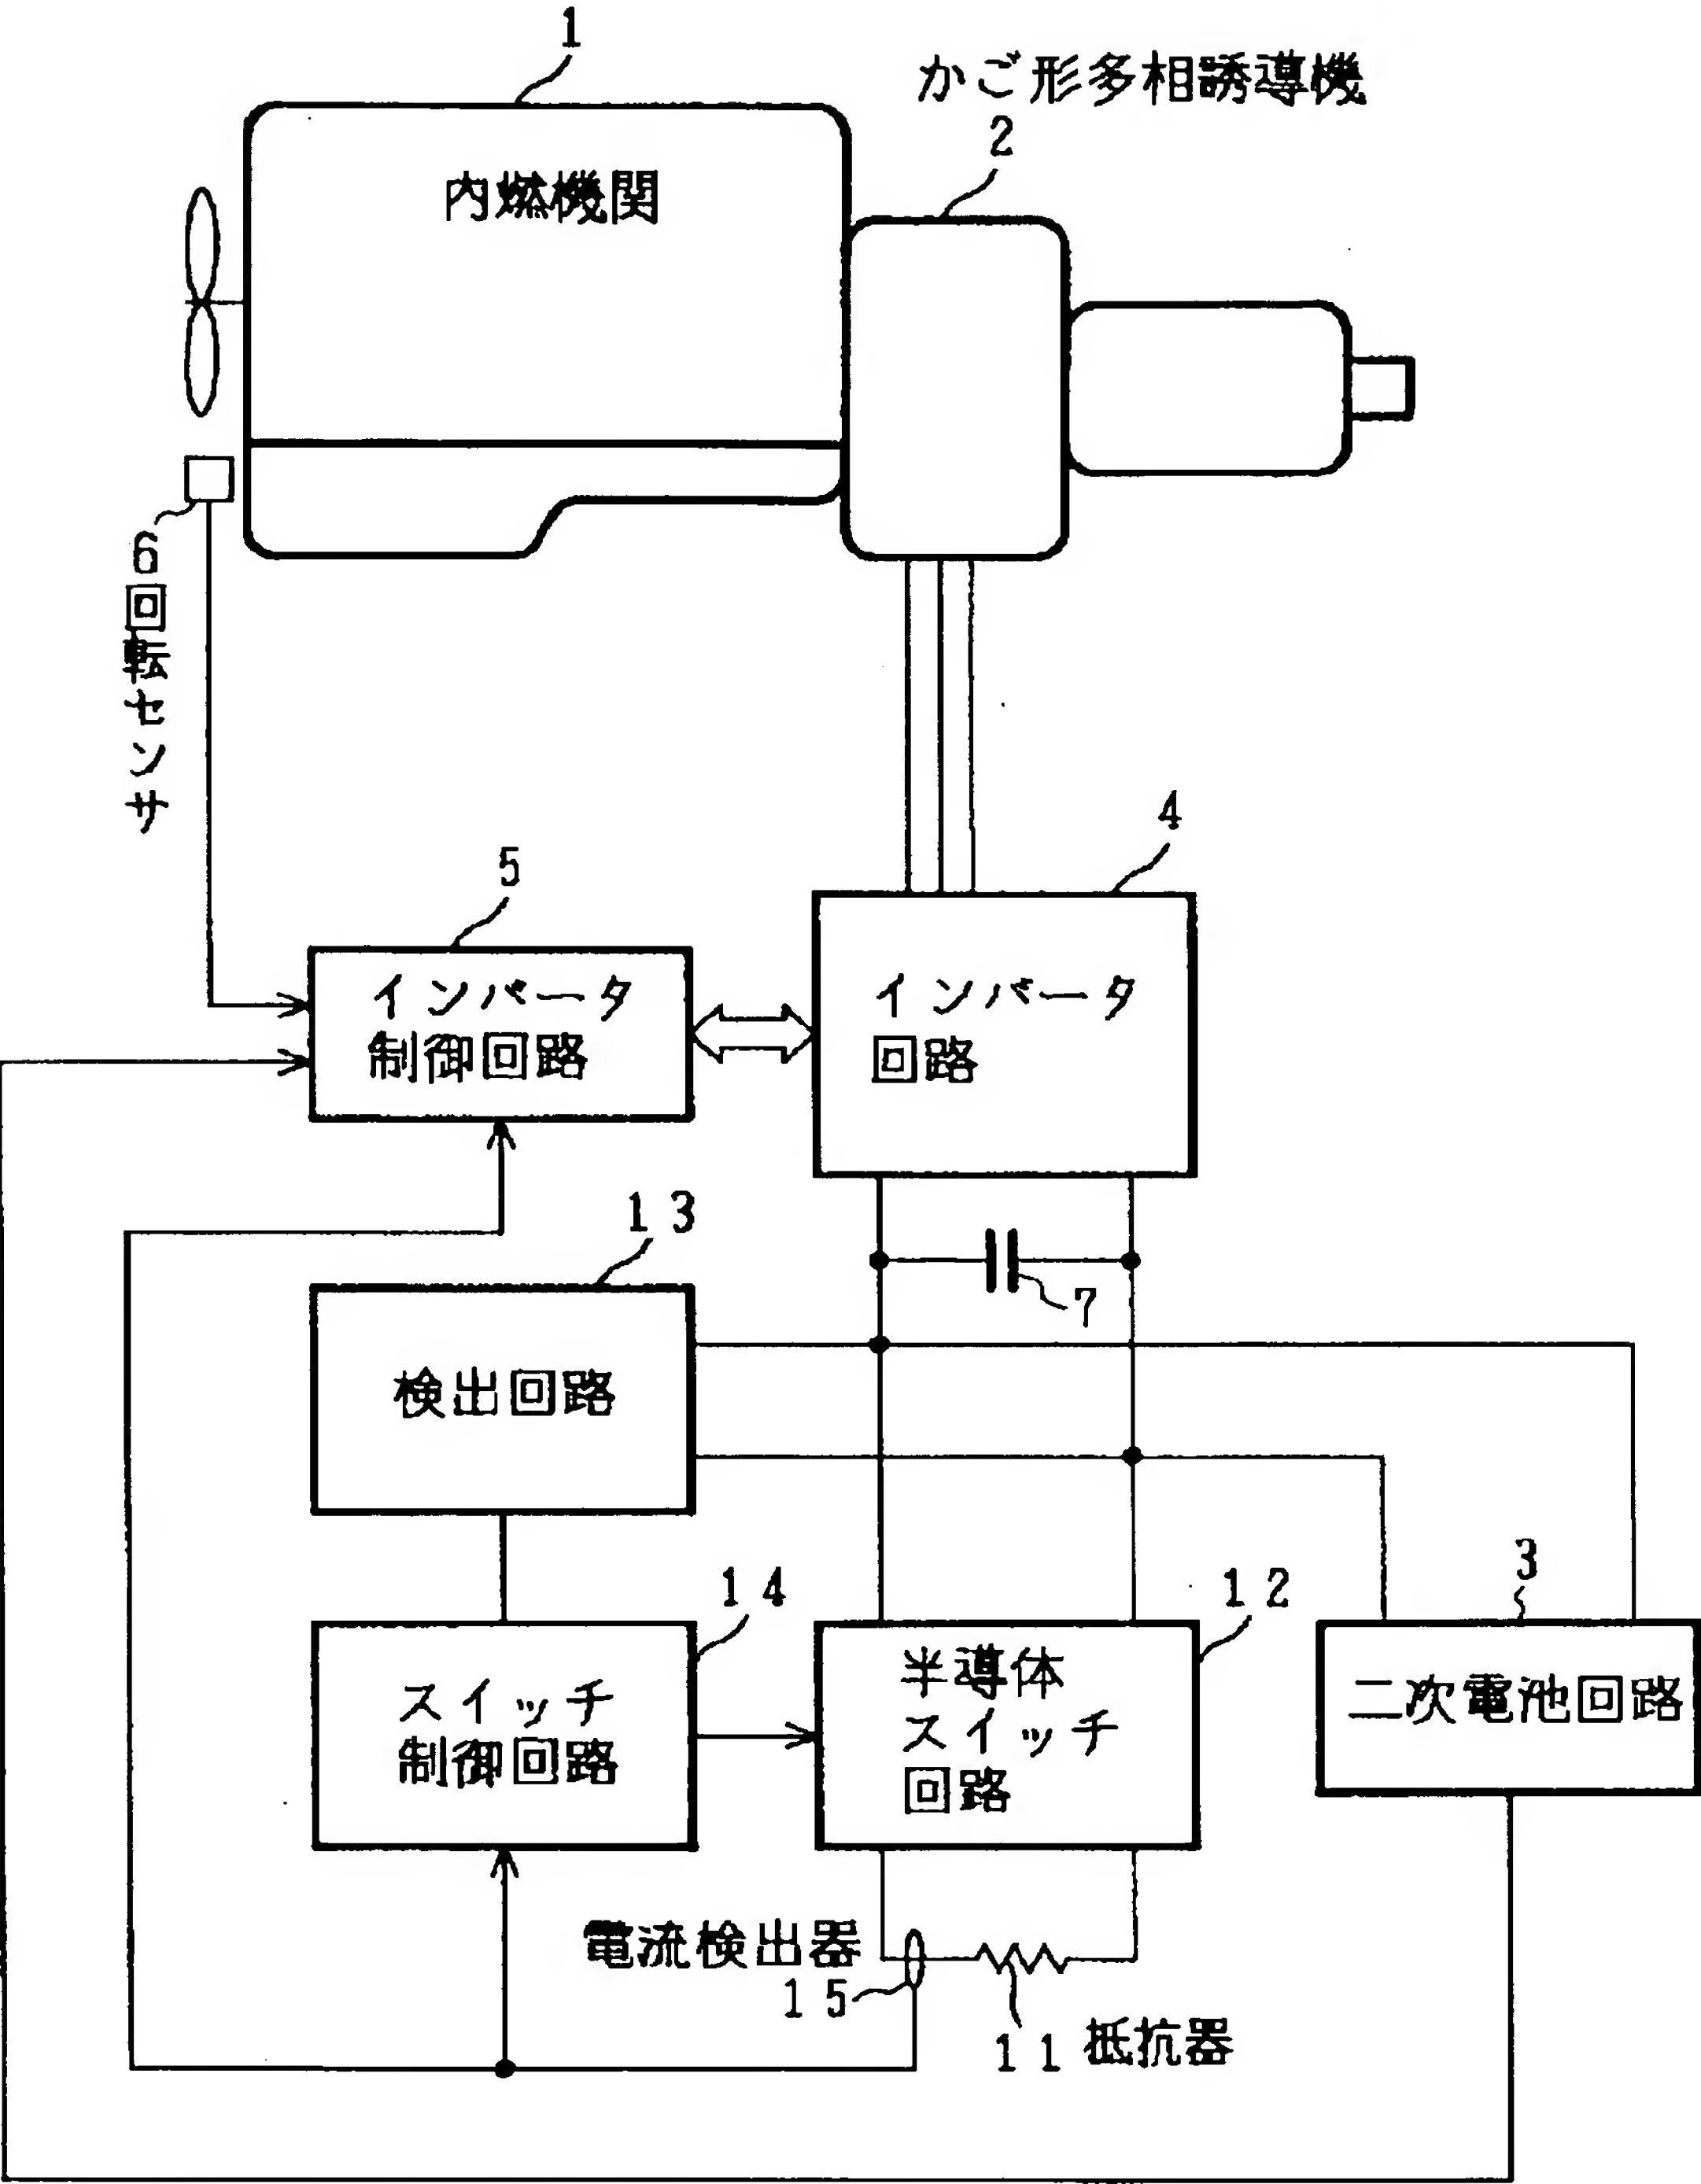 1
かご形多相誘導機
2
内燃機関
6回転センサ
4
5
インバータ
制御回路
インバータ
回路
13
7
検出回路
14
12
3
スイッチ
制御回路
半導体
スイッチ
回路
二次電池回路
電流検出器
15
11 抵抗器